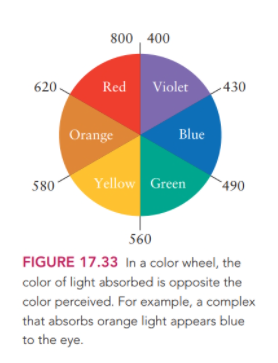 800 400
620 Red Violet 430
Orange Blue
580 Yellow Green 490
560
FIGURE 17.33 In a color wheel, the
color of light absorbed is opposite the
color perceived. For example, a complex
that absorbs orange light appears blue
to the eye.